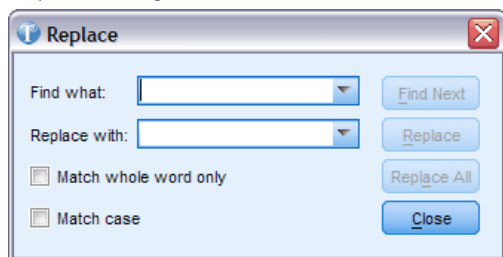 Replace
Find what:
Find Next
Replace with:
Replace
Match whole word only
Replace All
Match case
Close